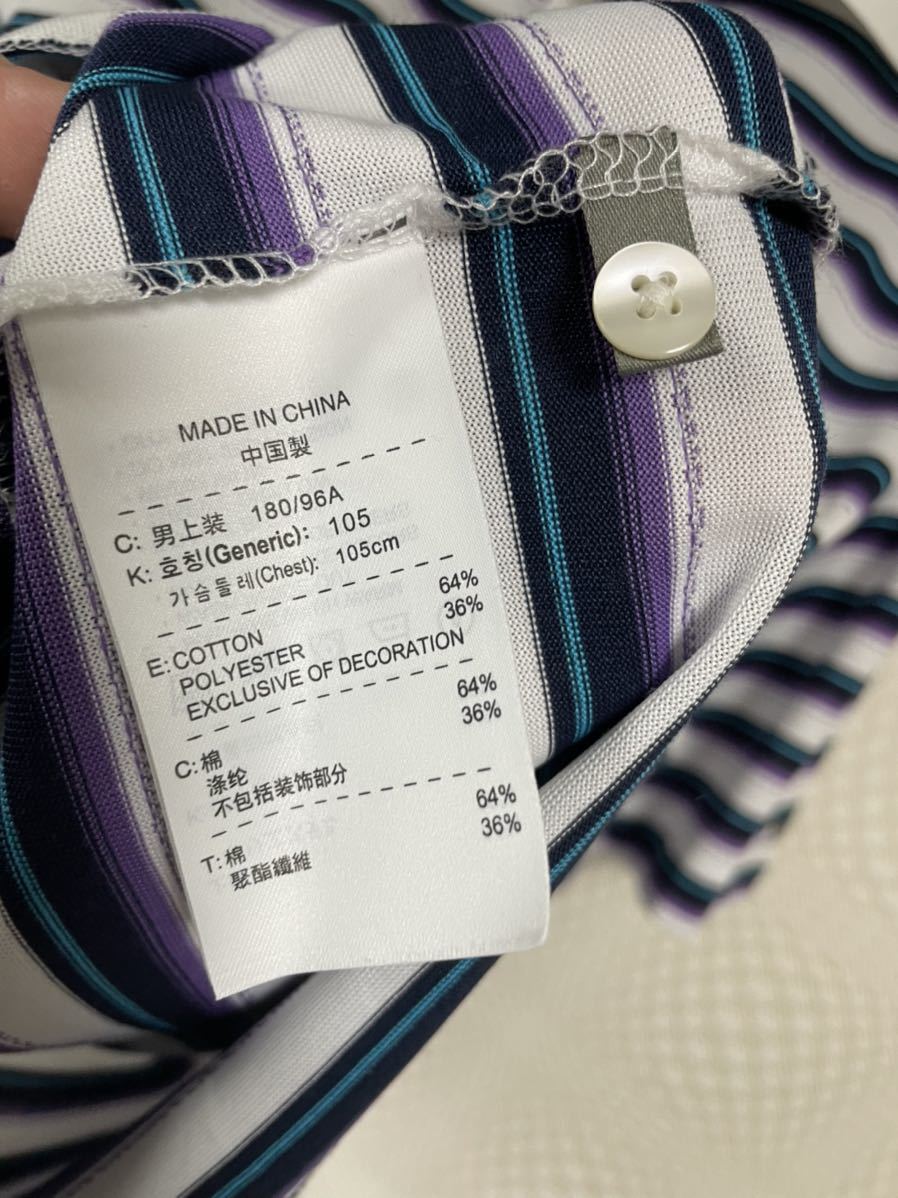 MADE IN CHINA
中国製
C: 男上装 180/96A
K: 호칭(Generic): 105
가슴둘레(Chest): 105cm
E: COTTON 64%
POLYESTER 36%
EXCLUSIVE OF DECORATION
C: 棉 64%
涤纶 36%
不包括装饰部分
T: 棉 64%
聚酯纖維 36%